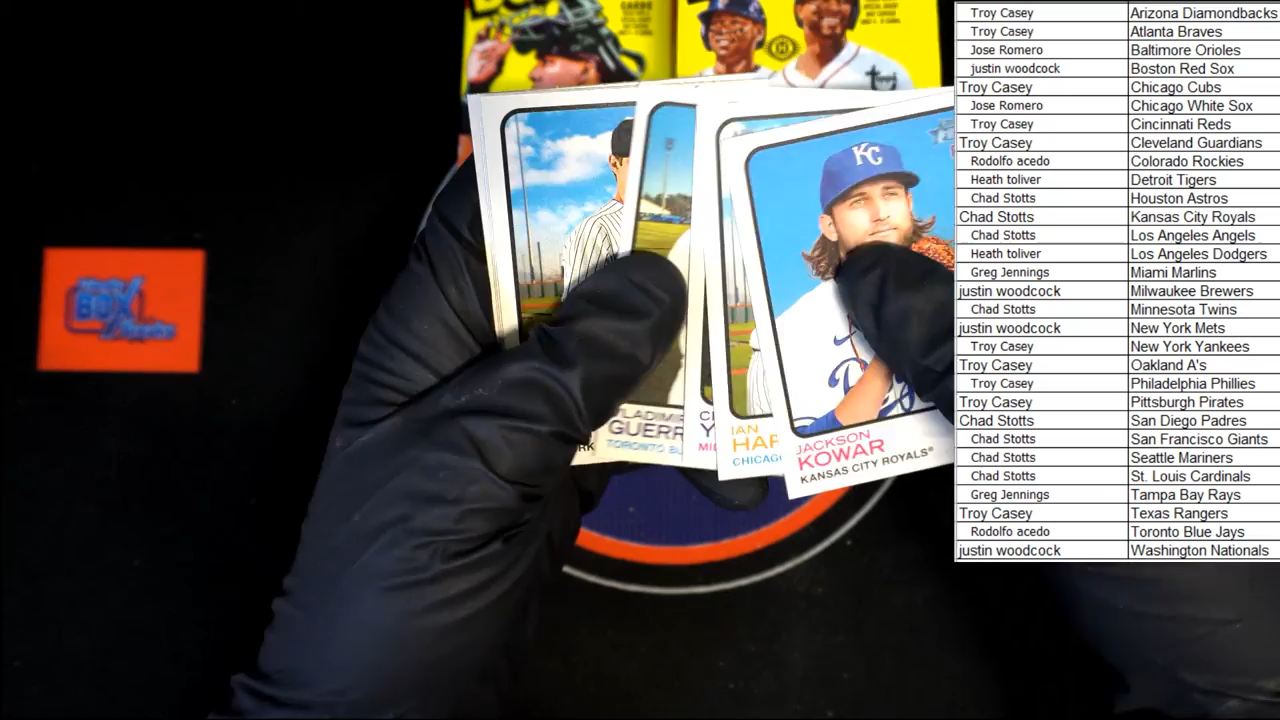 Troy Casey Arizona Diamondbacks
Troy Casey Atlanta Braves
Jose Romero Baltimore Orioles
justin woodcock Boston Red Sox
Troy Casey Chicago Cubs
Jose Romero Chicago White Sox
Troy Casey Cincinnati Reds
Troy Casey Cleveland Guardians
Rodolfo acedo Colorado Rockies
Heath toliver Detroit Tigers
Chad Stotts Houston Astros
Chad Stotts Kansas City Royals
Chad Stotts Los Angeles Angels
Heath toliver Los Angeles Dodgers
Greg Jennings Miami Marlins
justin woodcock Milwaukee Brewers
Chad Stotts Minnesota Twins
justin woodcock New York Mets
Troy Casey New York Yankees
Troy Casey Oakland A's
Troy Casey Philadelphia Phillies
Troy Casey Pittsburgh Pirates
Chad Stotts San Diego Padres
Chad Stotts San Francisco Giants
Chad Stotts Seattle Mariners
Chad Stotts St. Louis Cardinals
Greg Jennings Tampa Bay Rays
Troy Casey Texas Rangers
Rodolfo acedo Toronto Blue Jays
justin woodcock Washington Nationals
KC
BOX
RK
VLADIMIR
GUERR
TORONTO BL
IAN
HAP
CHICAG
JACKSON
KOWAR
KANSAS CITY ROYALS®